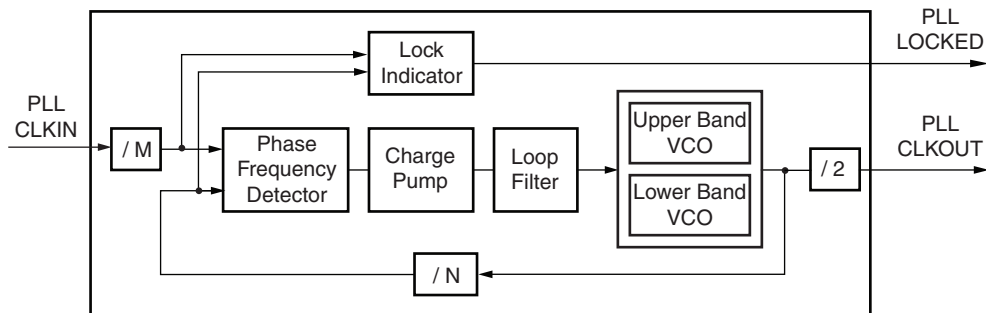 PLL
LOCKED
Lock
Indicator
PLL
CLKIN
/ M
Phase
Frequency
Detector
Charge
Pump
Loop
Filter
Upper Band
VCO
Lower Band
VCO
/ 2
PLL
CLKOUT
/ N